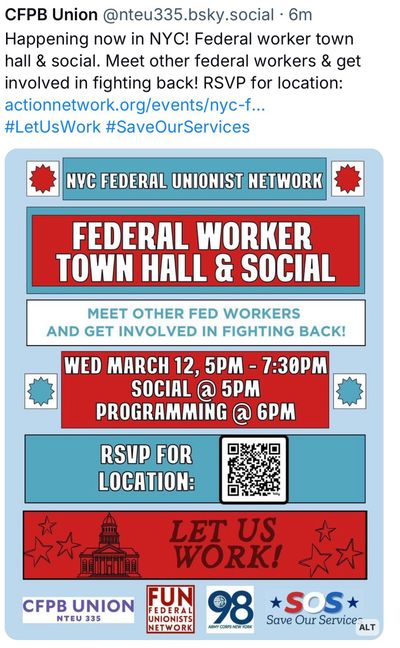 CFPB Union @nteu335.bsky.social · 6m
Happening now in NYC! Federal worker town
hall & social. Meet other federal workers & get
involved in fighting back! RSVP for location:
actionnetwork.org/events/nyc-f...
#LetUsWork #SaveOurServices
NYC FEDERAL UNIONIST NETWORK
FEDERAL WORKER
TOWN HALL & SOCIAL
MEET OTHER FED WORKERS
AND GET INVOLVED IN FIGHTING BACK!
WED MARCH 12, 5PM - 7:30PM
SOCIAL @ 5PM
PROGRAMMING @ 6PM
RSVP FOR
LOCATION:
LET US
WORK!
CFPB UNION
NTEU 335
FUN
FEDERAL
UNIONISTS
NETWORK
98
ARMY CORPS NEW YORK
SOS
Save Our Services
ALT